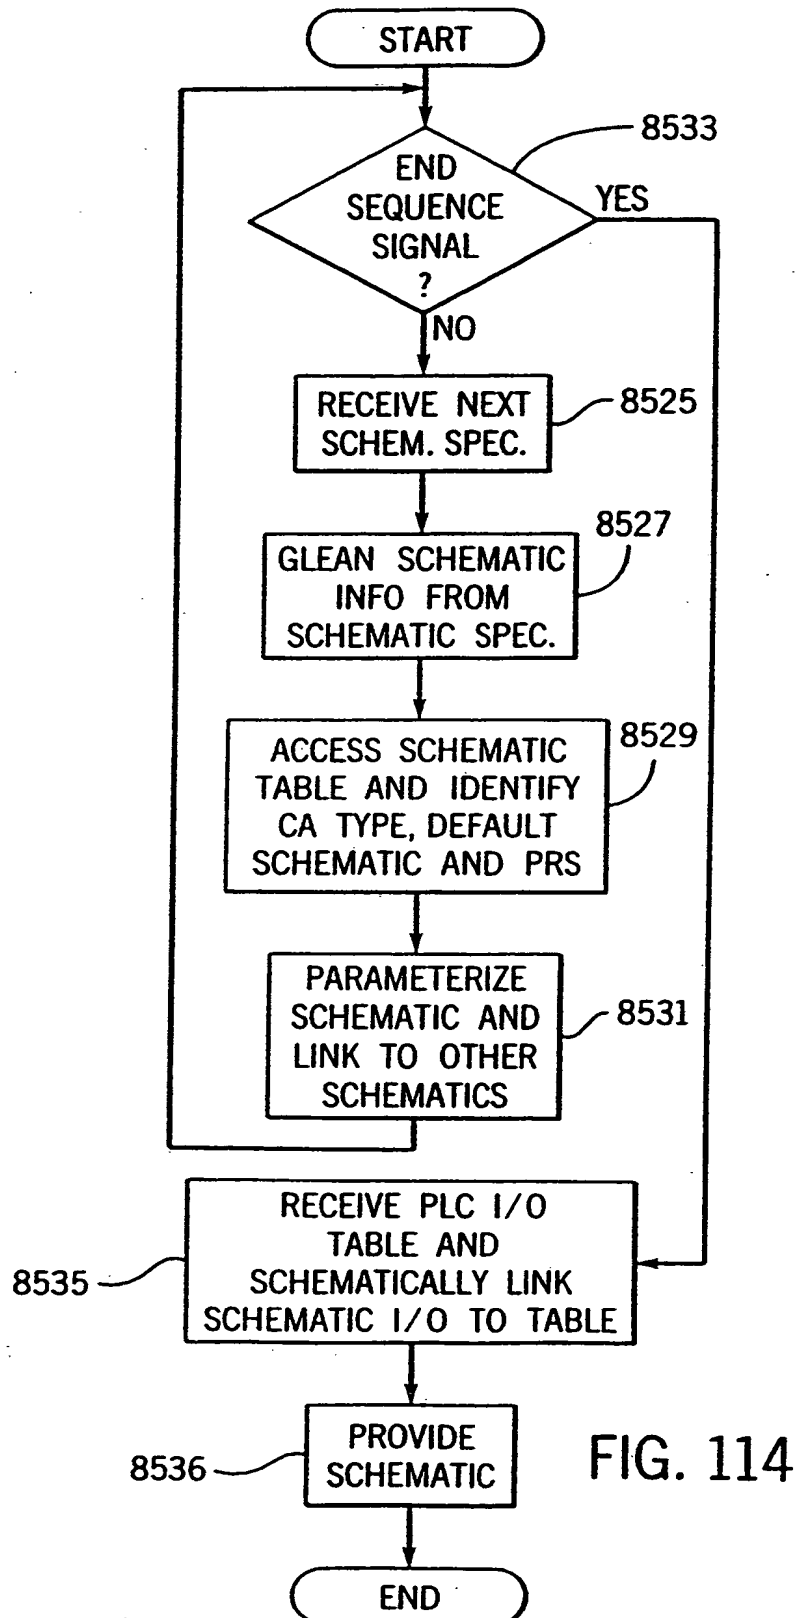 START
8533
END
SEQUENCE
SIGNAL
?
YES
NO
RECEIVE NEXT
SCHEM. SPEC.
8525
8527
GLEAN SCHEMATIC
INFO FROM
SCHEMATIC SPEC.
8529
ACCESS SCHEMATIC
TABLE AND IDENTIFY
CA TYPE, DEFAULT
SCHEMATIC AND PRS
PARAMETERIZE
SCHEMATIC AND
LINK TO OTHER
SCHEMATICS
8531
RECEIVE PLC I/O
TABLE AND
SCHEMATICALLY LINK
SCHEMATIC I/O TO TABLE
8535
PROVIDE
SCHEMATIC
8536
FIG. 114
END